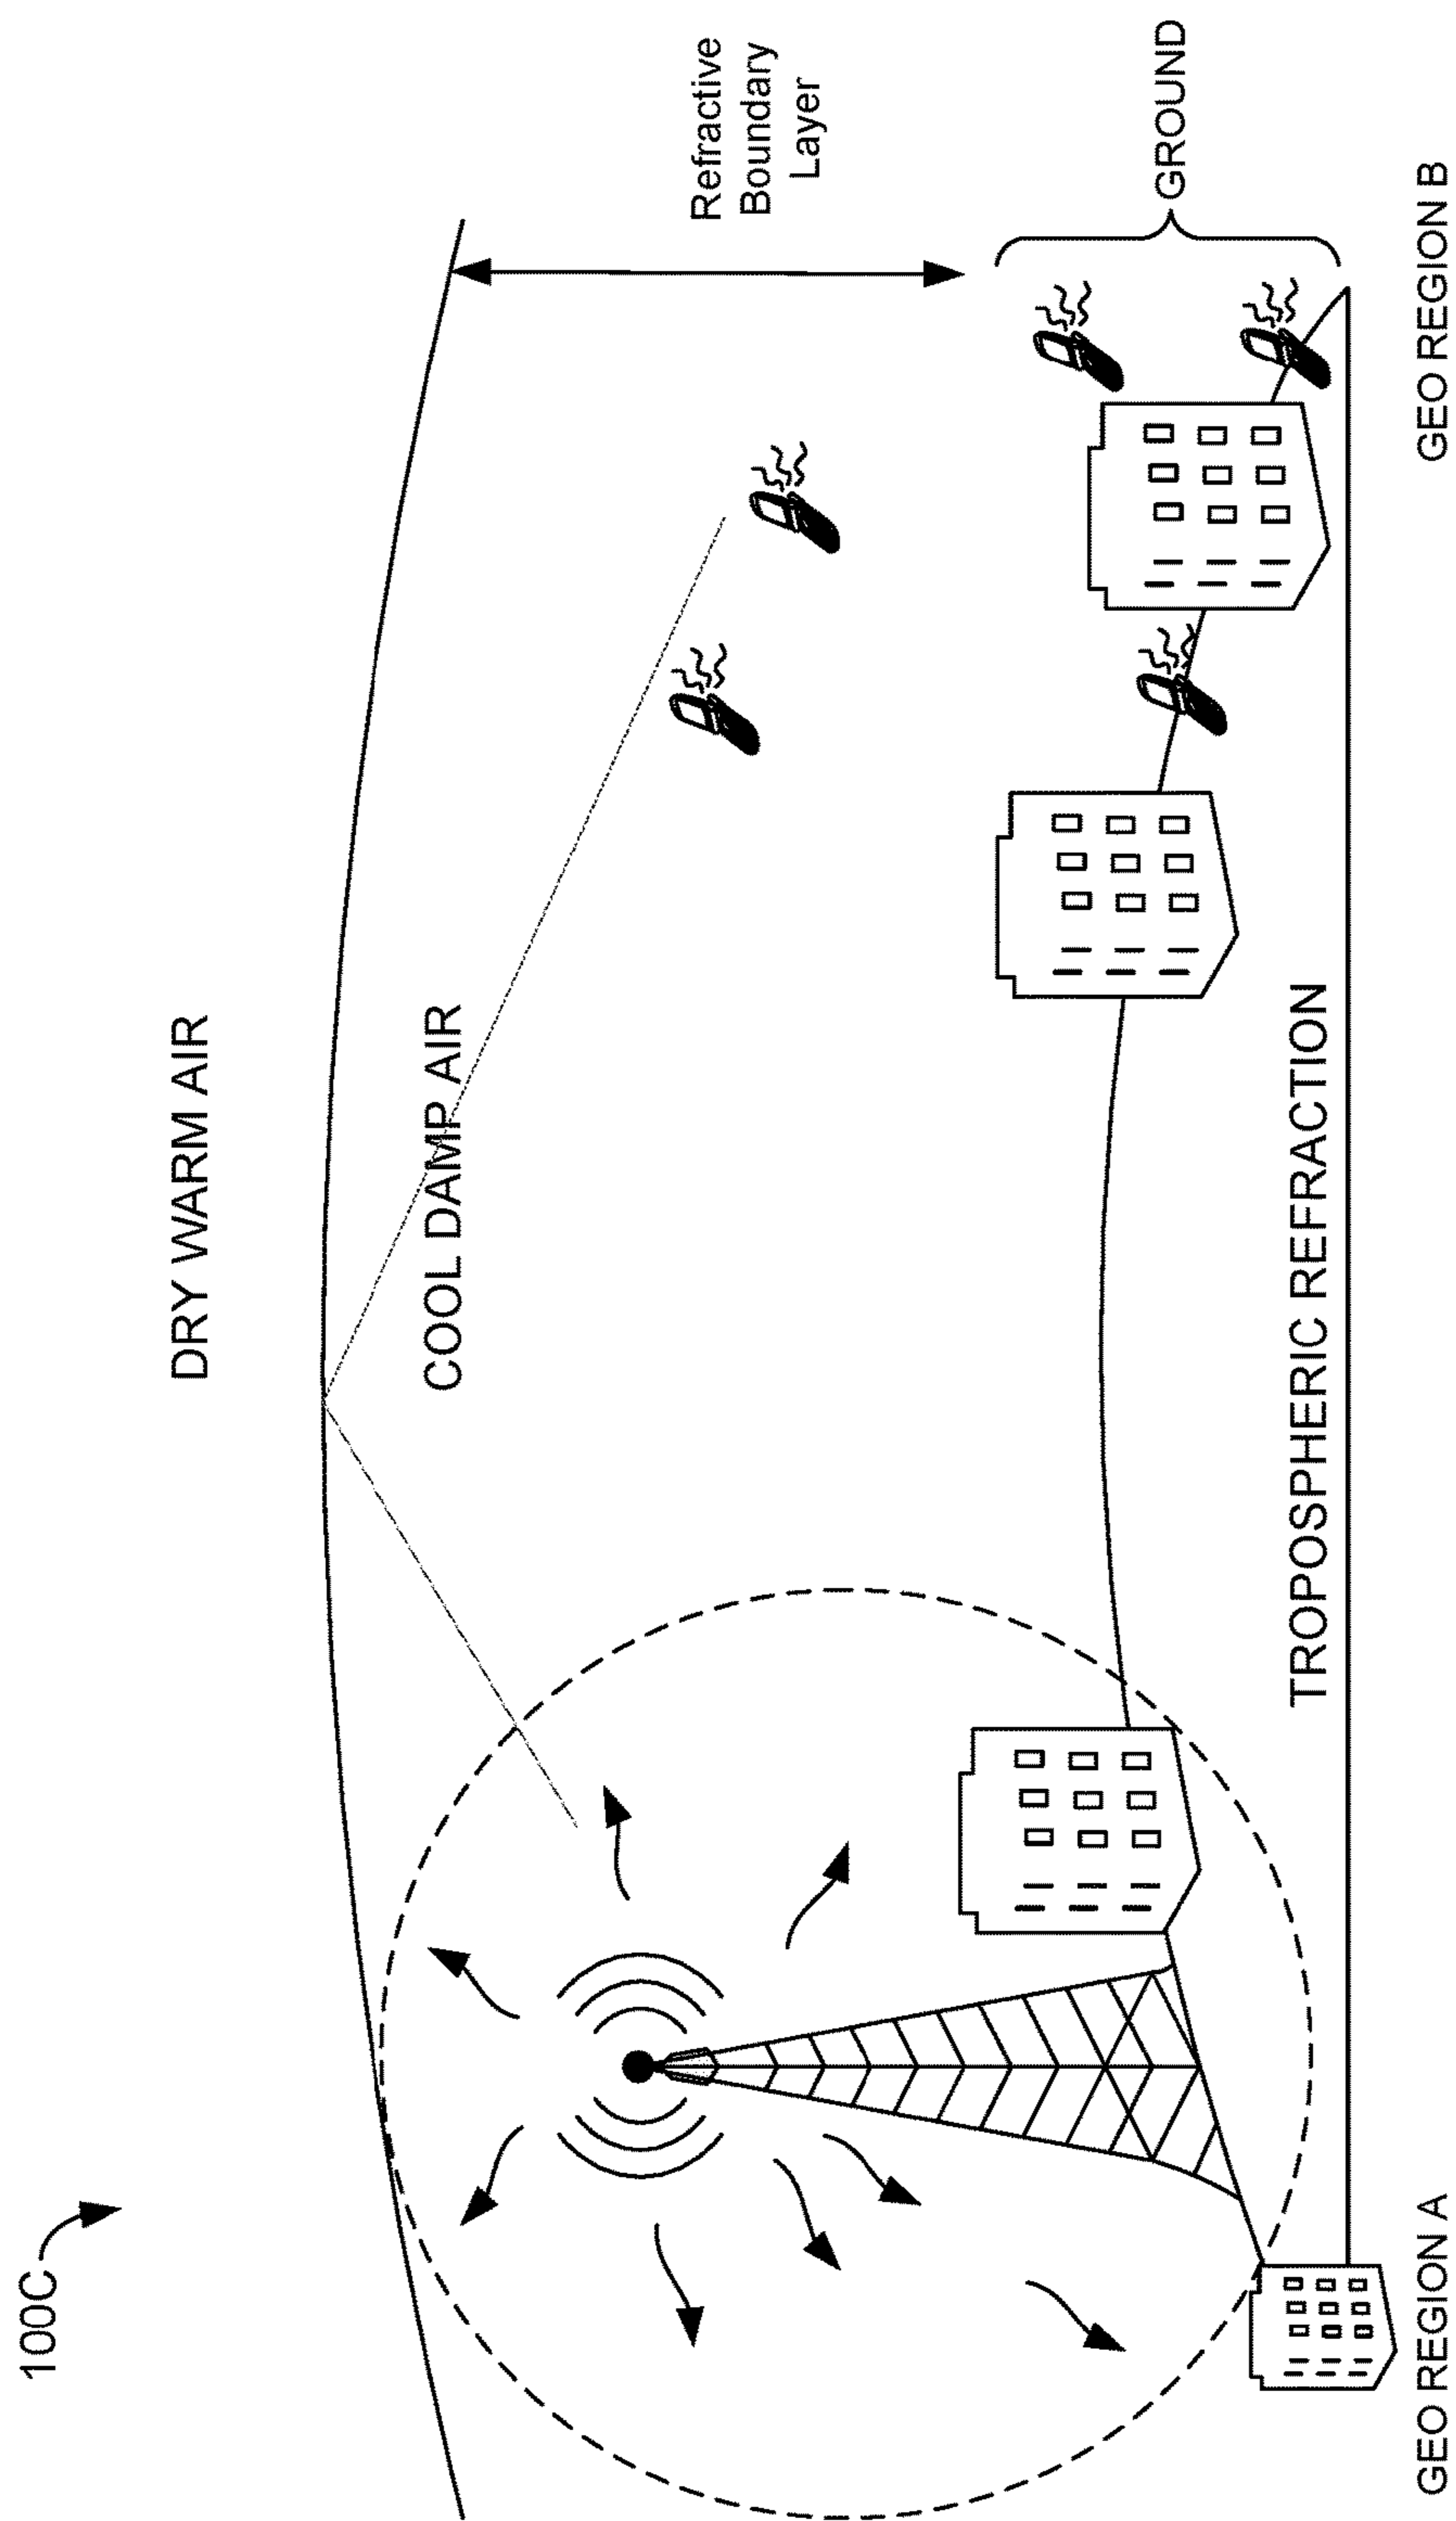 100C
DRY WARM AIR
COOL DAMP AIR
Refractive
Boundary
Layer
GROUND
TROPOSPHERIC REFRACTION
GEO REGION A
GEO REGION B